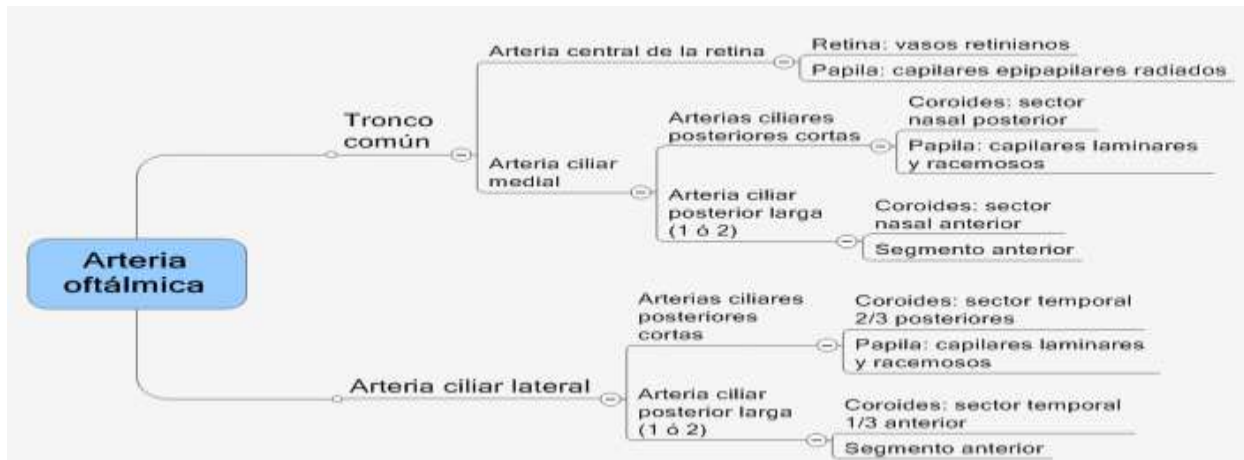 Arteria
oftálmica
Tronco
común
Arteria central de la retina
Retina: vasos retinianos
Papila: capilares epipapilares radiados
Arteria ciliar
medial
Arterias ciliares
posteriores cortas
Coroides: sector
nasal posterior
Papila: capilares laminares
y racemosos
Arteria ciliar
posterior larga
(1 ó 2)
Coroides: sector
nasal anterior
Segmento anterior
Arteria ciliar lateral
Arterias ciliares
posteriores
cortas
Coroides: sector temporal
2/3 posteriores
Papila: capilares laminares
y racemosos
Arteria ciliar
posterior larga
(1 ó 2)
Coroides: sector temporal
1/3 anterior
Segmento anterior